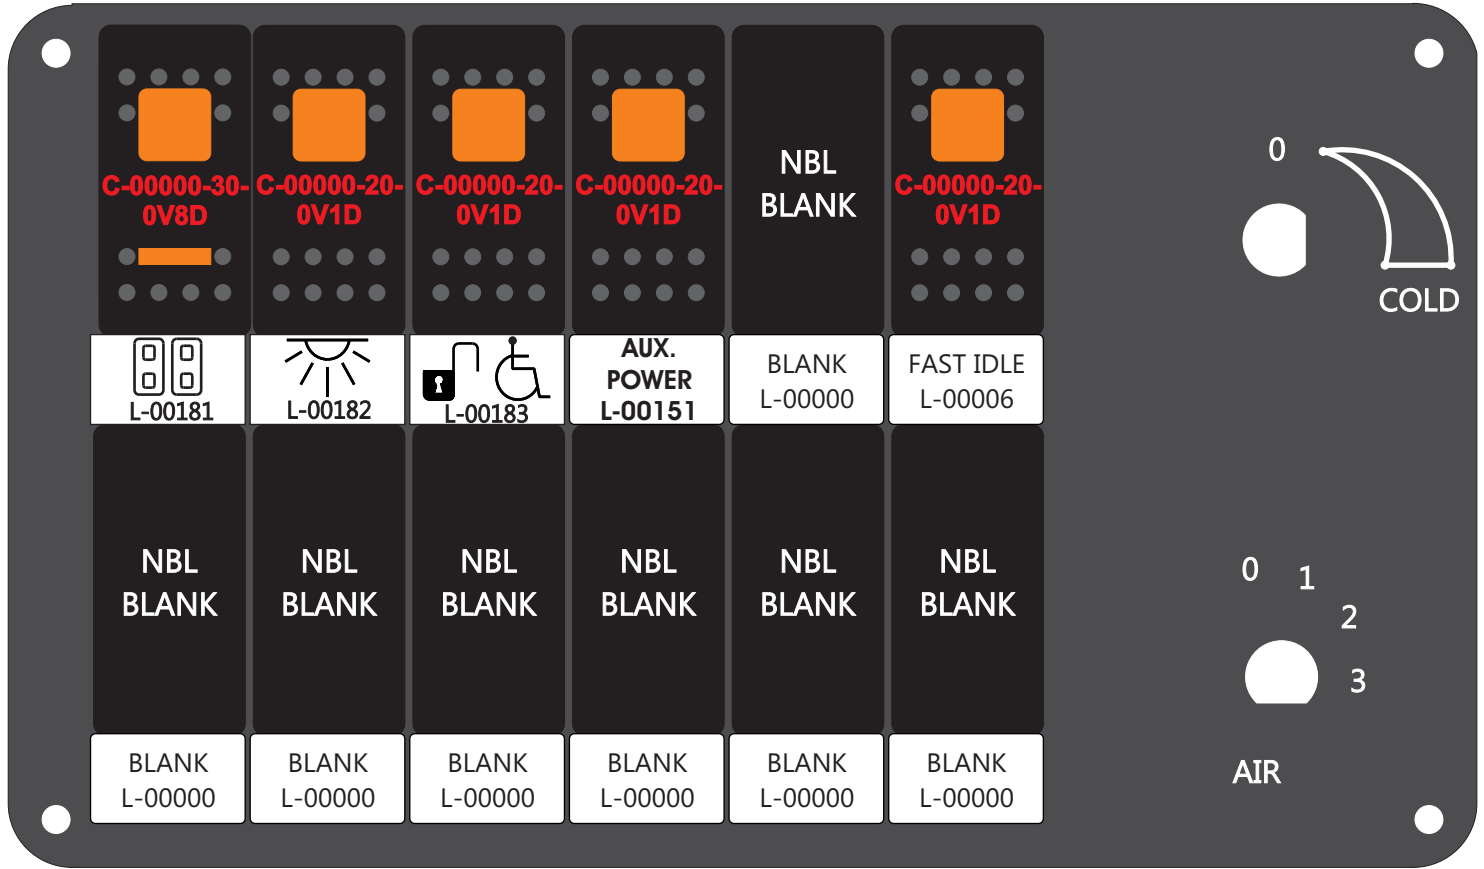 C-00000-30-
0V8D
C-00000-20-
0V1D
C-00000-20-
0V1D
C-00000-20-
0V1D
NBL
BLANK
C-00000-20-
0V1D
0
COLD
L-00181
L-00182
L-00183
AUX.
POWER
L-00151
BLANK
L-00000
FAST IDLE
L-00006
NBL
BLANK
NBL
BLANK
NBL
BLANK
NBL
BLANK
NBL
BLANK
NBL
BLANK
0
1
2
3
AIR
BLANK
L-00000
BLANK
L-00000
BLANK
L-00000
BLANK
L-00000
BLANK
L-00000
BLANK
L-00000